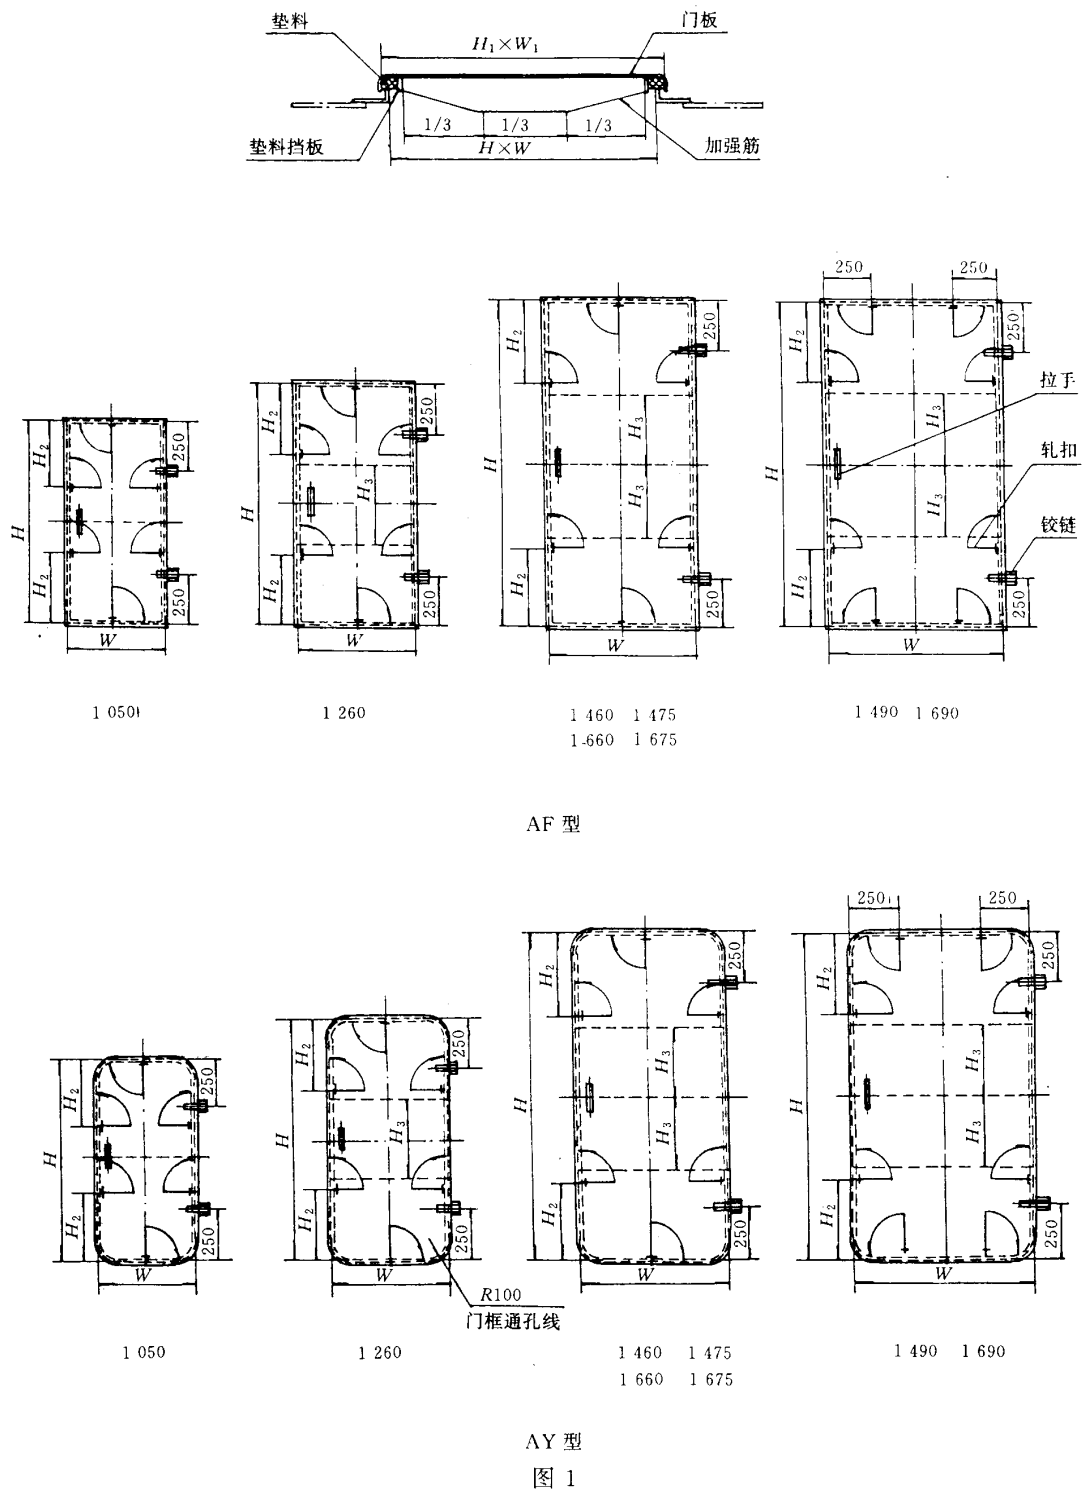 垫料 H₁×W₁ 门板
1/3 1/3 1/3
垫料挡板 H×W 加强筋
250 250
H₂ 250 H₂ 250
H₂ 250 H₃ H₃ 拉手
H₂ 250 H H₃ H H₃ 轧扣
H H H₃ 铰链
H₂ 250 H₂ 250 H₂ 250 H₂ 250
W W W W
1 050 1 260 1 460 1 475 1 490 1 690
1 660 1 675
AF 型
250 250
H₂ 250 H₂ 250
H₂ 250 H₃ H₃
H₂ 250 H H₃ H H₃
H H H₃
H₂ 250 H₂ 250 H₂ 250 H₂ 250
W W W W
R100
门框通孔线
1 050 1 260 1 460 1 475 1 490 1 690
1 660 1 675
AY 型
图 1